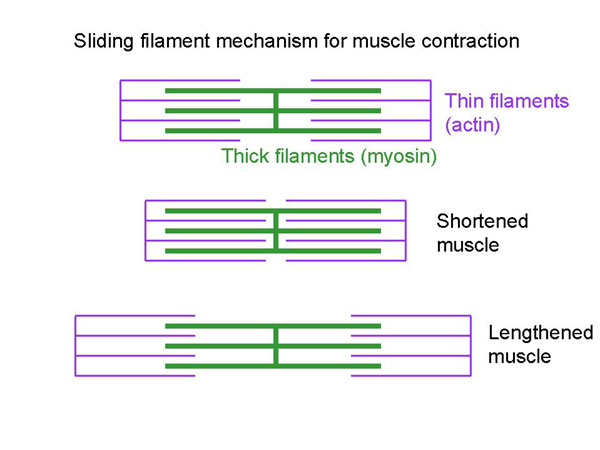 Sliding filament mechanism for muscle contraction
Thin filaments
(actin)
Thick filaments (myosin)
Shortened
muscle
Lengthened
muscle